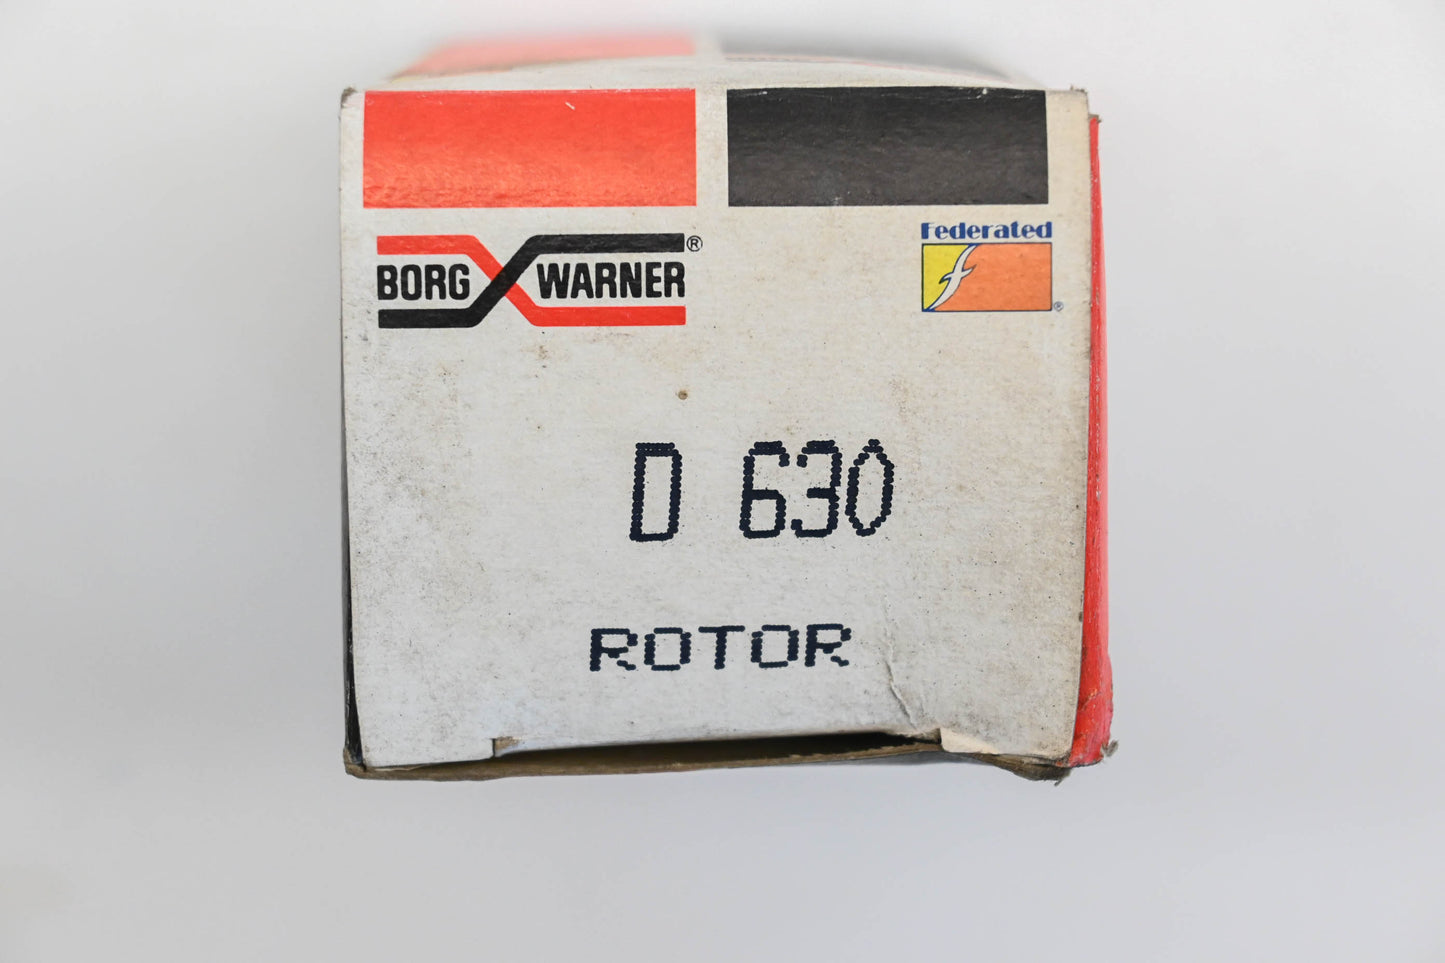 BORG WARNER ®
Federated
f
®
D 630
ROTOR